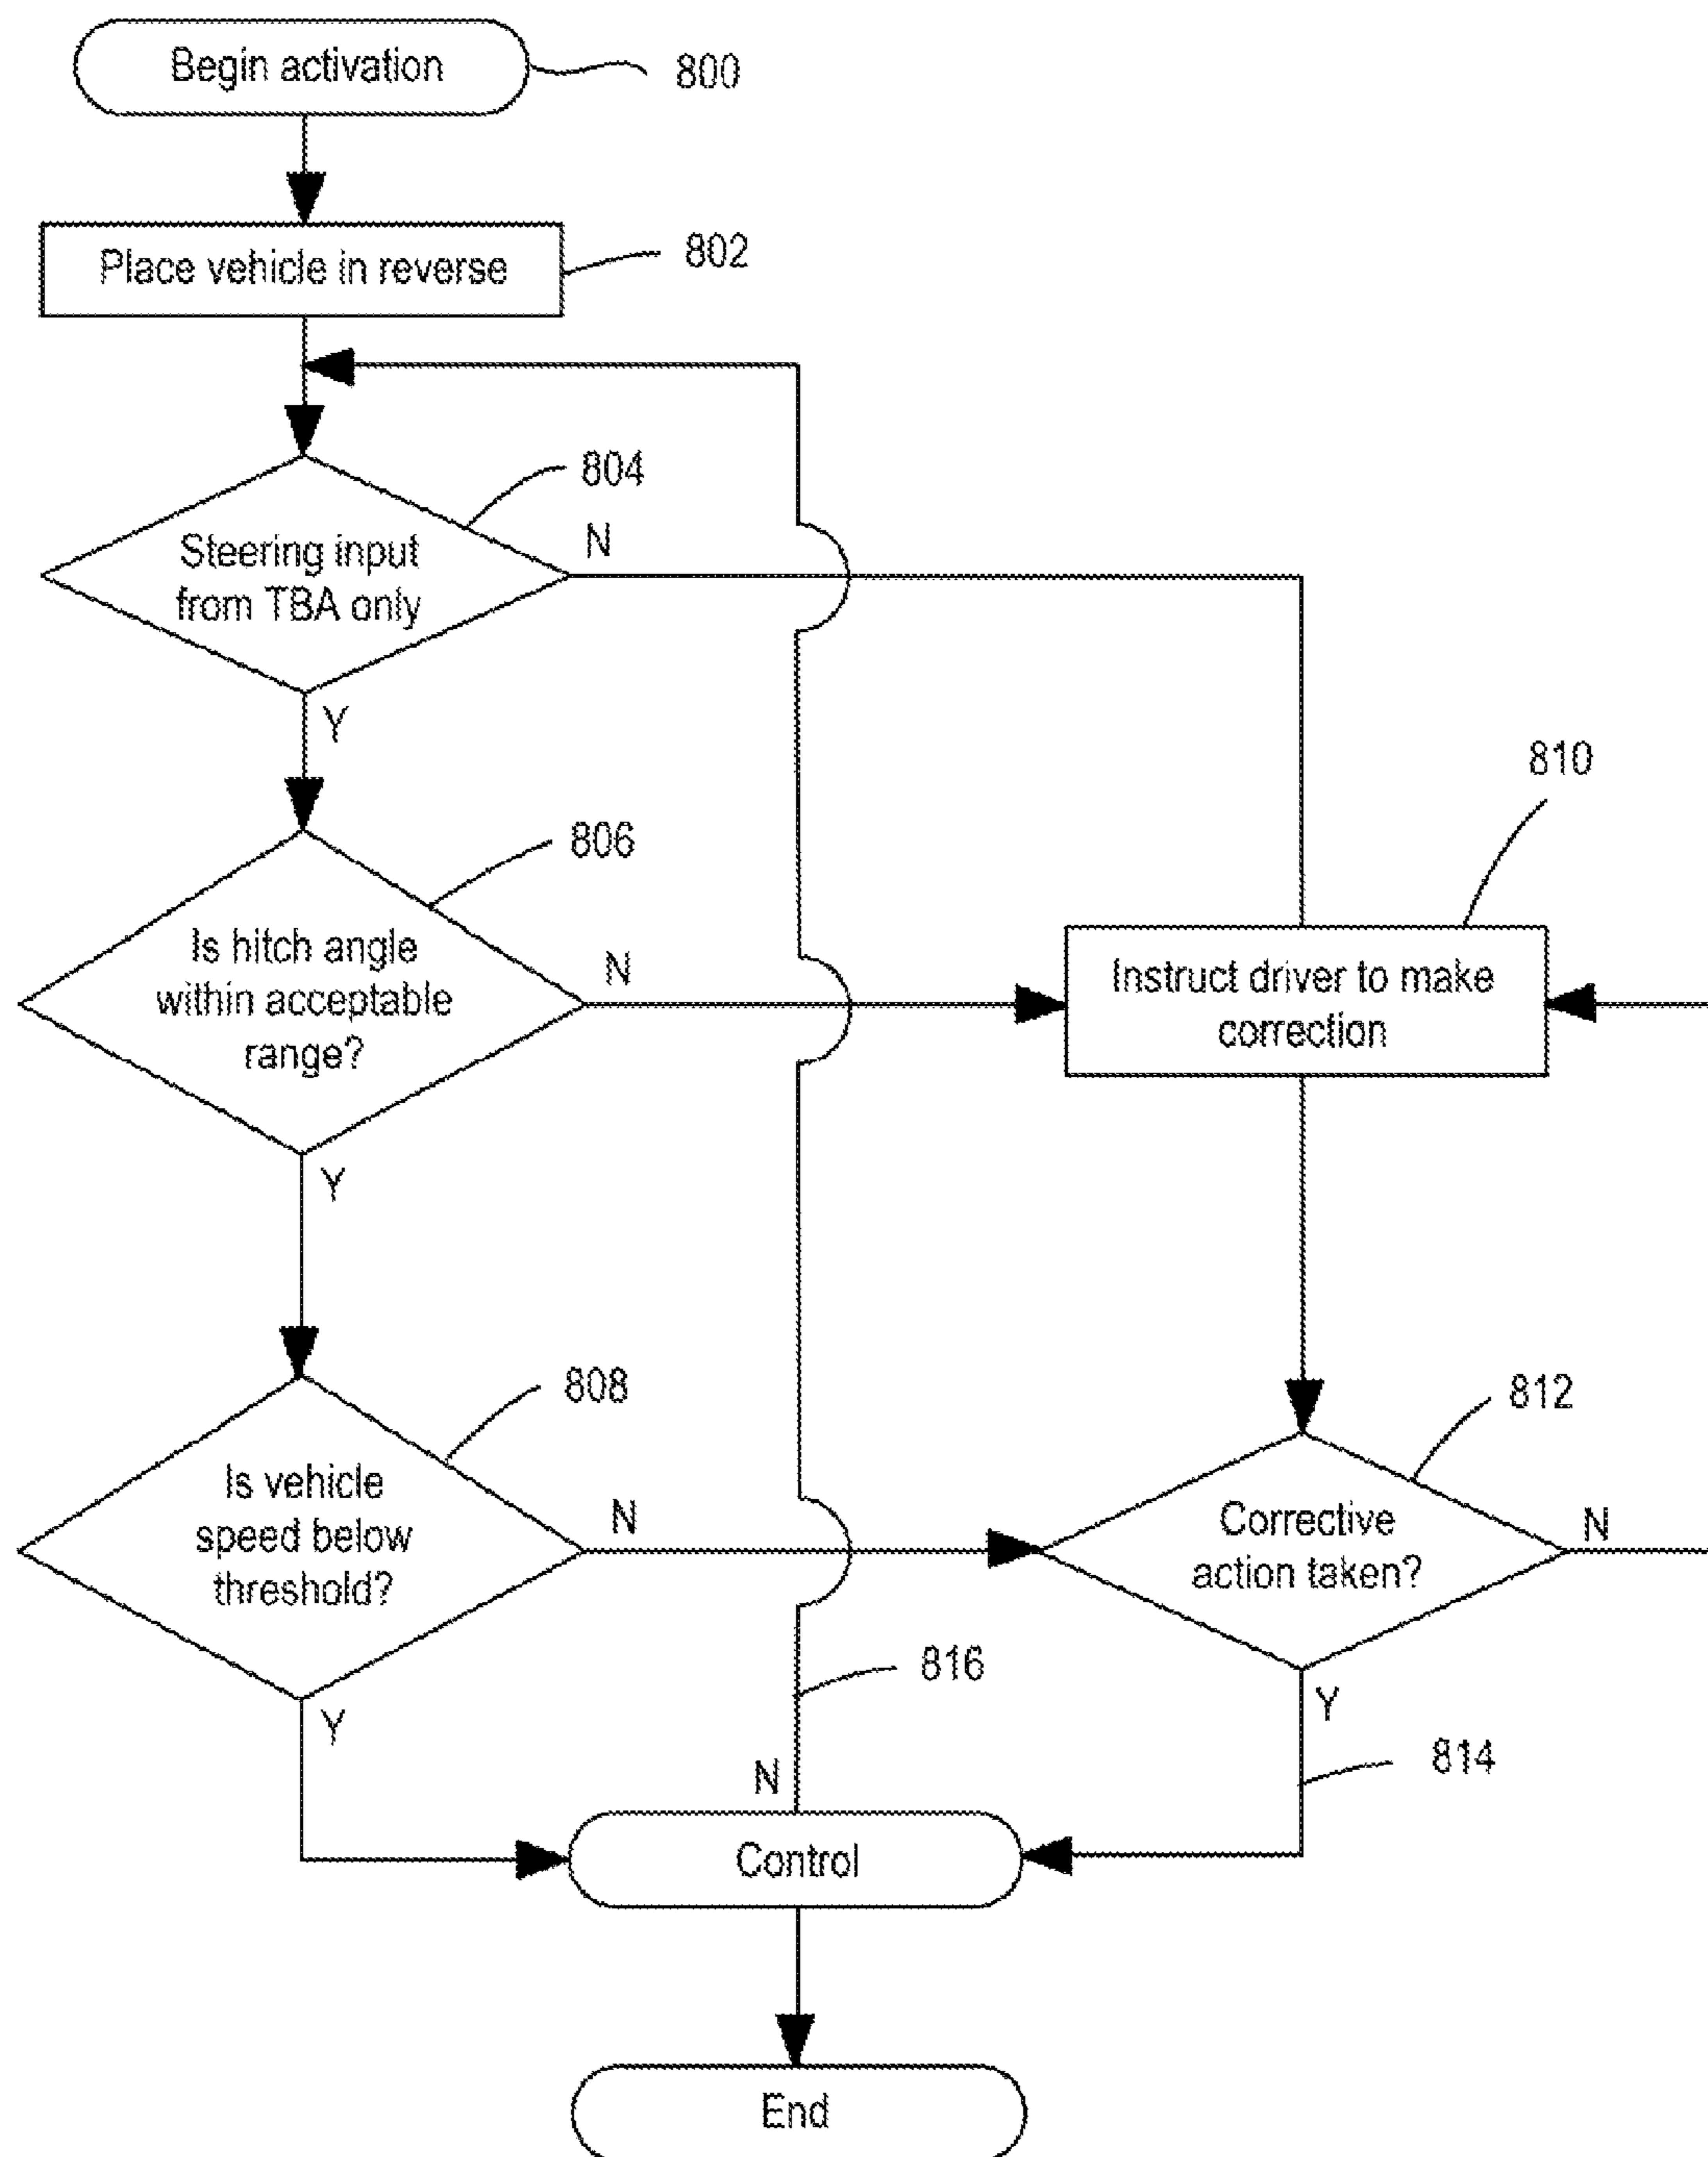 Begin activation
800
Place vehicle in reverse
802
804
Steering input
from TBA only
N
Y
806
Is hitch angle
within acceptable
range?
N
Y
810
Instruct driver to make
correction
808
Is vehicle
speed below
threshold?
N
Y
812
Corrective
action taken?
N
Y
814
816
N
Control
End